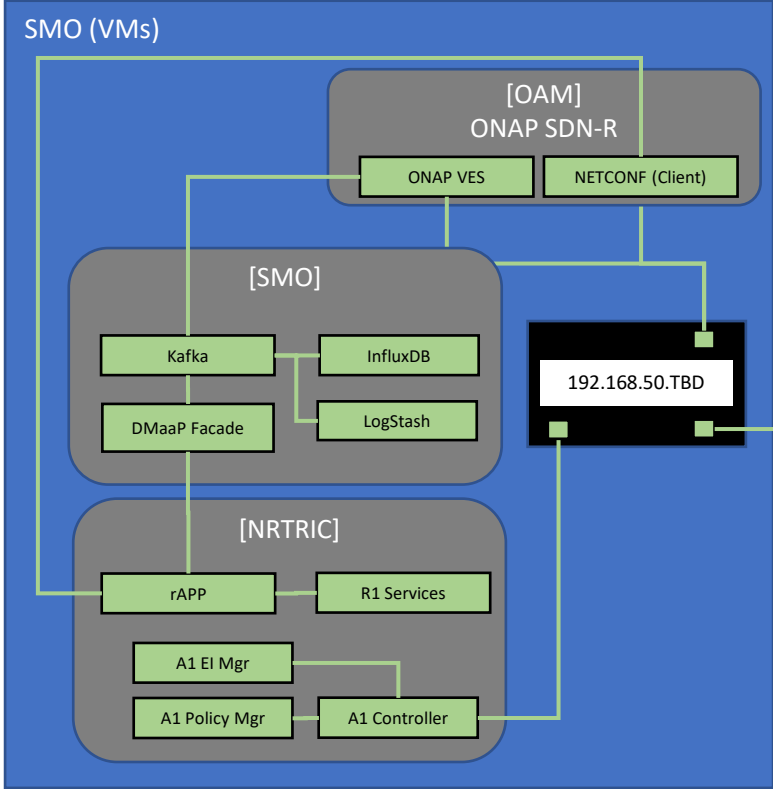 SMO (VMs)
[OAM]
ONAP SDN-R
ONAP VES
NETCONF (Client)
[SMO]
Kafka
InfluxDB
DMaaP Facade
LogStash
192.168.50.TBD
[NRTRIC]
rAPP
R1 Services
A1 EI Mgr
A1 Policy Mgr
A1 Controller